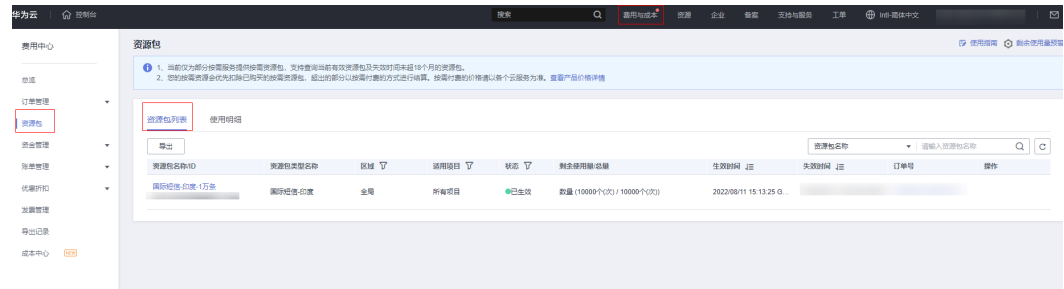 华为云 控制台 搜索 费用与成本 资源 企业 备案 支持与服务 工单 Intl-简体中文
费用中心
总览
订单管理
资源包
资金管理
账单管理
优惠折扣
发票管理
导出记录
成本中心
资源包 使用指南 剩余使用量预警
1、当前仅为部分按需服务提供按需资源包、支持查询当前有效资源包及失效时间未超18个月的资源包。
2、您的按需资源会优先扣除已购买的按需资源包，超出的部分以按需付费的方式进行结算。按需付费的价格请以各个云服务为准。查看产品价格详情
资源包列表 使用明细
导出 资源包名称 请输入资源包名称
资源包名称/ID 资源包类型名称 区域 适用项目 状态 剩余使用量/总量 生效时间 失效时间 订单号 操作
国际短信-印度-1万条
国际短信-印度 全局 所有项目 已生效 数量 (10000个(次) / 10000个(次)) 2022/08/11 15:13:25 G...